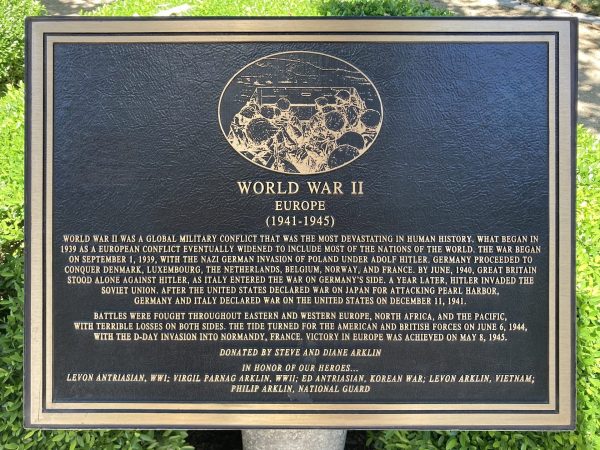 WORLD WAR II
EUROPE
(1941-1945)
WORLD WAR II WAS A GLOBAL MILITARY CONFLICT THAT WAS THE MOST DEVASTATING IN HUMAN HISTORY. WHAT BEGAN IN
1939 AS A EUROPEAN CONFLICT EVENTUALLY WIDENED TO INCLUDE MOST OF THE NATIONS OF THE WORLD. THE WAR BEGAN
ON SEPTEMBER 1, 1939, WITH THE NAZI GERMAN INVASION OF POLAND UNDER ADOLF HITLER. GERMANY PROCEEDED TO
CONQUER DENMARK, LUXEMBOURG, THE NETHERLANDS, BELGIUM, NORWAY, AND FRANCE. BY JUNE, 1940, GREAT BRITAIN
STOOD ALONE AGAINST HITLER, AS ITALY ENTERED THE WAR ON GERMANY'S SIDE. A YEAR LATER, HITLER INVADED THE
SOVIET UNION. AFTER THE UNITED STATES DECLARED WAR ON JAPAN FOR ATTACKING PEARL HARBOR,
GERMANY AND ITALY DECLARED WAR ON THE UNITED STATES ON DECEMBER 11, 1941.
BATTLES WERE FOUGHT THROUGHOUT EASTERN AND WESTERN EUROPE, NORTH AFRICA, AND THE PACIFIC,
WITH TERRIBLE LOSSES ON BOTH SIDES. THE TIDE TURNED FOR THE AMERICAN AND BRITISH FORCES ON JUNE 6, 1944,
WITH THE D-DAY INVASION INTO NORMANDY, FRANCE. VICTORY IN EUROPE WAS ACHIEVED ON MAY 8, 1945.
DONATED BY STEVE AND DIANE ARKLIN
IN HONOR OF OUR HEROES...
LEVON ANTRIASIAN, WWI; VIRGIL PARNAG ARKLIN, WWII; ED ANTRIASIAN, KOREAN WAR; LEVON ARKLIN, VIETNAM;
PHILIP ARKLIN, NATIONAL GUARD